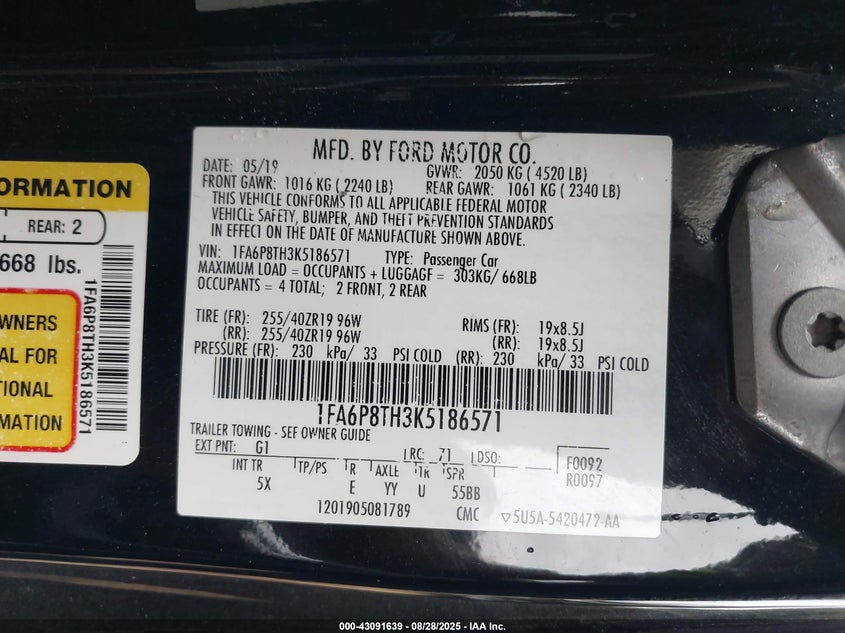 ORMATION
REAR: 2
668 lbs.
WNERS
AL FOR
TIONAL
RMATION
1FA6P8TH3K5186571
MFD. BY FORD MOTOR CO.
DATE: 05/19 GVWR: 2050 KG ( 4520 LB)
FRONT GAWR: 1016 KG ( 2240 LB) REAR GAWR: 1061 KG ( 2340 LB)
THIS VEHICLE CONFORMS TO ALL APPLICABLE FEDERAL MOTOR
VEHICLE SAFETY, BUMPER, AND THEFT PREVENTION STANDARDS
IN EFFECT ON THE DATE OF MANUFACTURE SHOWN ABOVE.
VIN: 1FA6P8TH3K5186571 TYPE: Passenger Car
MAXIMUM LOAD = OCCUPANTS + LUGGAGE = 303KG/ 668LB
OCCUPANTS = 4 TOTAL; 2 FRONT, 2 REAR
TIRE (FR): 255/40ZR19 96W RIMS (FR): 19x8.5J
(RR): 255/40ZR19 96W (RR): 19x8.5J
PRESSURE (FR): 230 kPa/ 33 PSI COLD (RR): 230 kPa/ 33 PSI COLD
1FA6P8TH3K5186571
TRAILER TOWING - SEE OWNER GUIDE
EXT PNT: G1 RC: 71 DSO: F0092
INT TR TP/PS R AXLE TR SPR R0097
5X E YY U 55BB
1201905081789 CMC ▽5U5A-5420472-AA
000-43091639 - 08/28/2025 - IAA Inc.